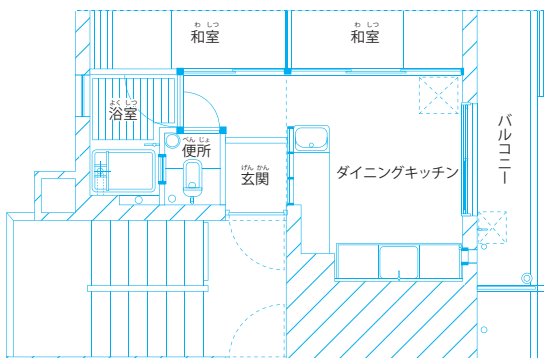 わ しつ
和室
わ しつ
和室
よく しつ
浴室
べん じょ
便所
げん かん
玄関
ダイニングキッチン
バルコニー